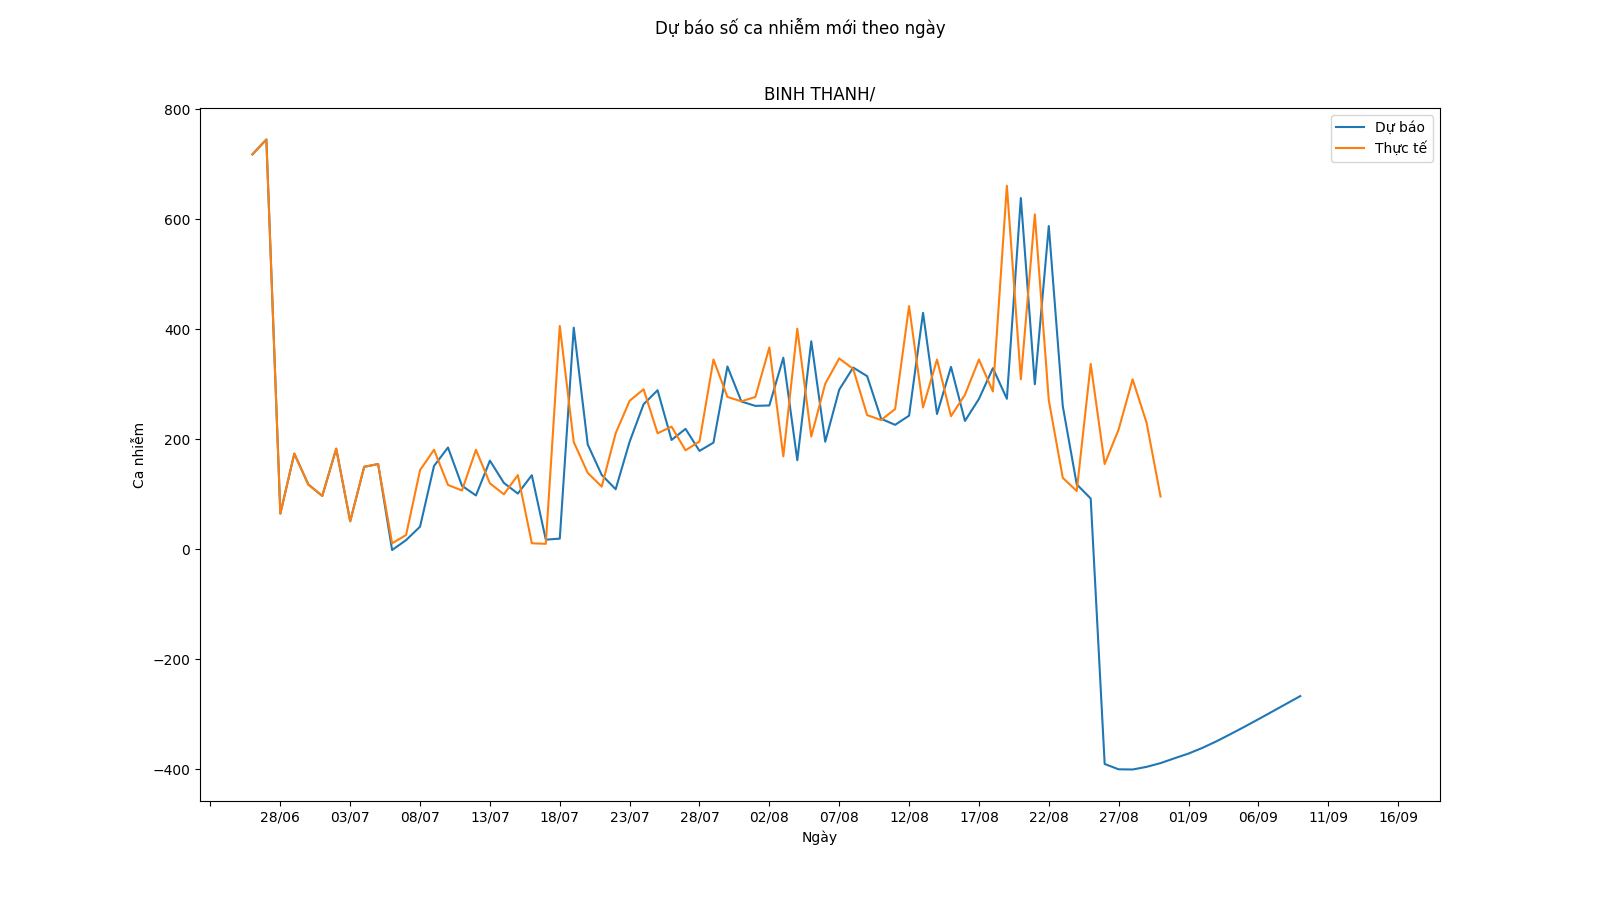 Dự báo số ca nhiễm mới theo ngày
BINH THANH/
Dự báo
Thực tế
800
600
400
200
0
−200
−400
Ca nhiễm
28/06 03/07 08/07 13/07 18/07 23/07 28/07 02/08 07/08 12/08 17/08 22/08 27/08 01/09 06/09 11/09 16/09
Ngày